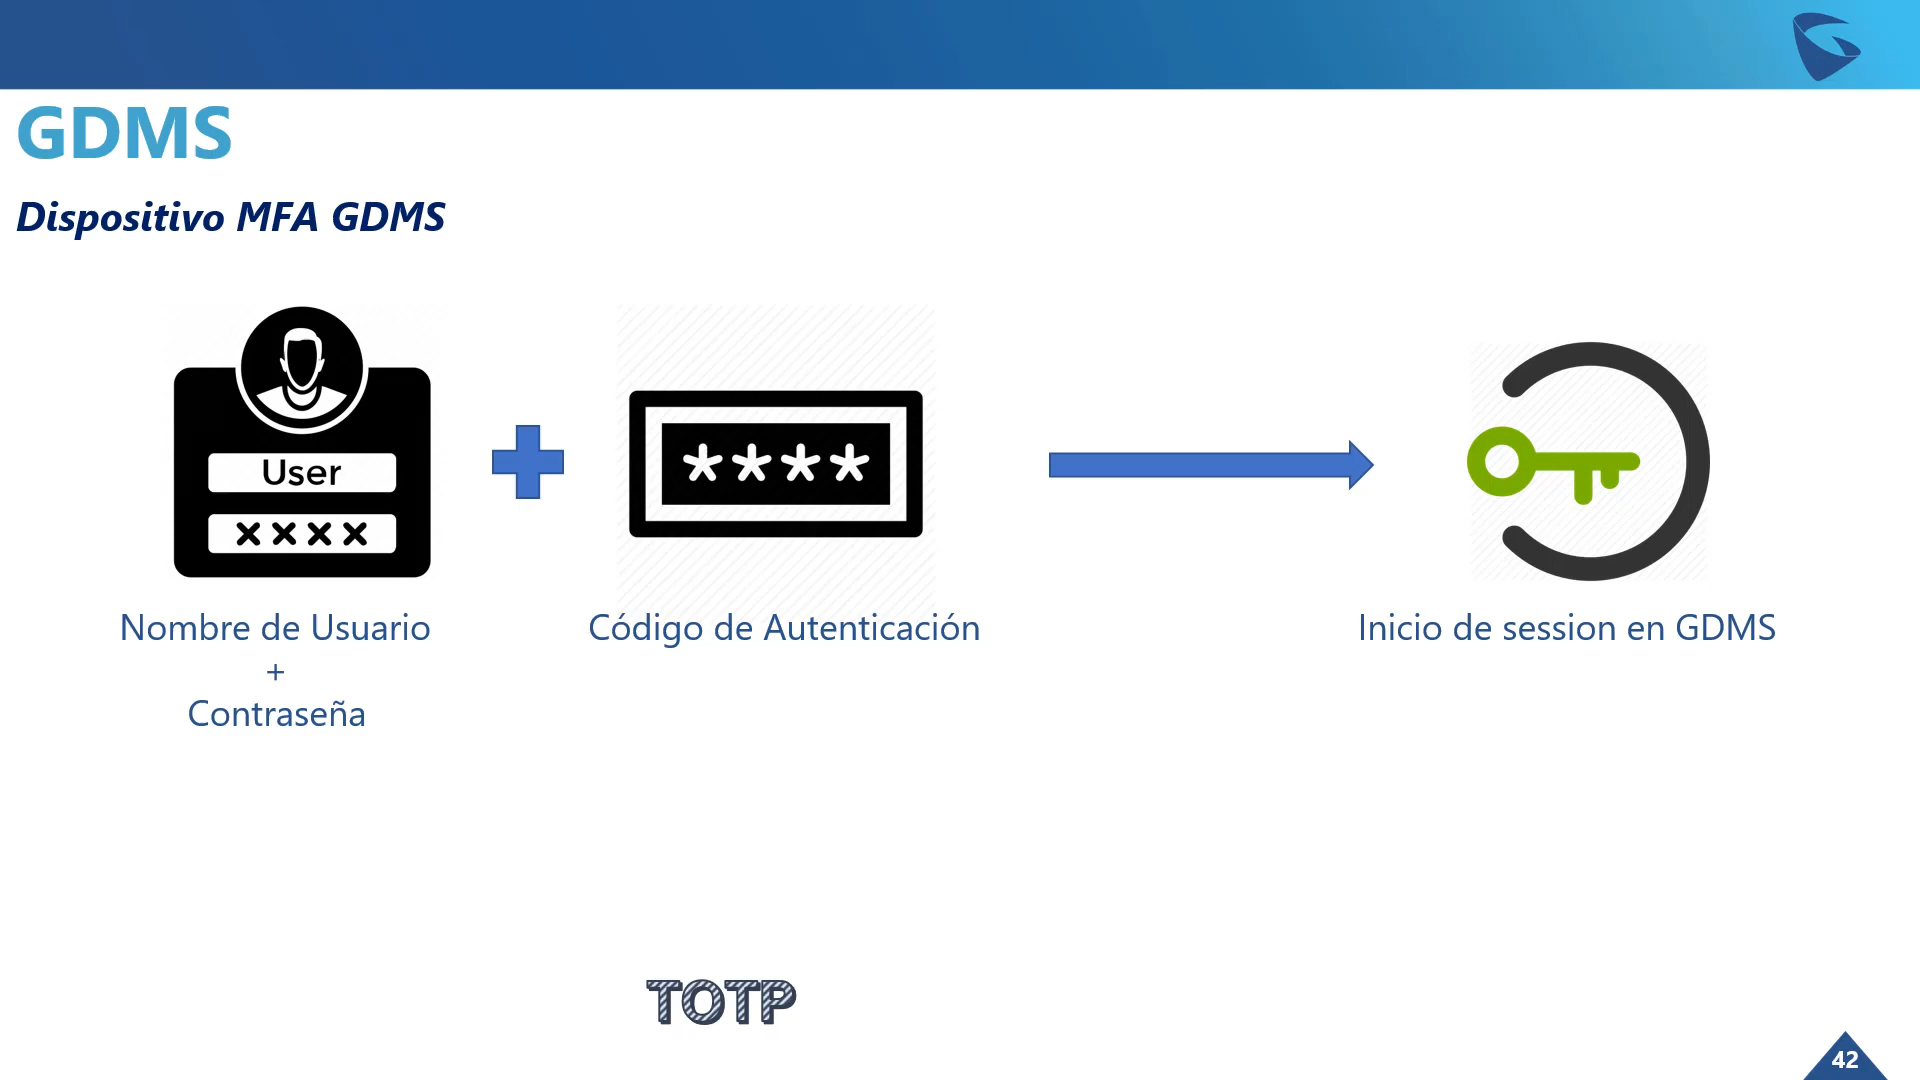 GDMS
Dispositivo MFA GDMS
User
××××
****
Nombre de Usuario
+
Contraseña
Código de Autenticación
Inicio de session en GDMS
TOTP
42